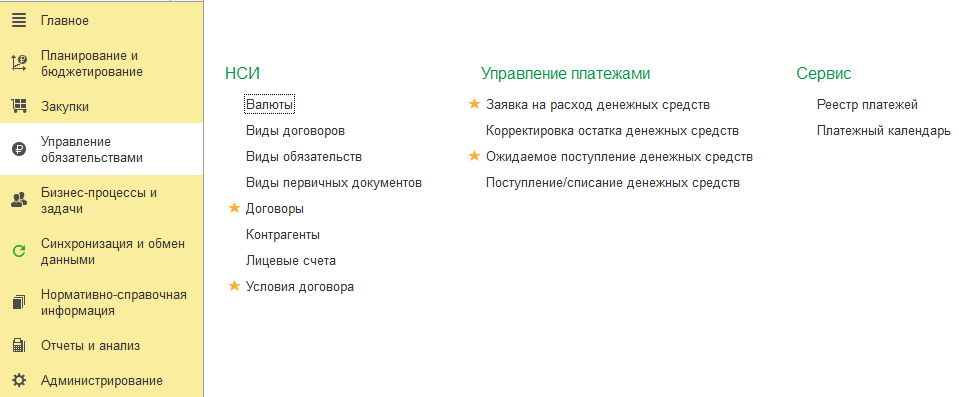 Главное
Планирование и
бюджетирование
Закупки
Управление
обязательствами
Бизнес-процессы и
задачи
Синхронизация и обмен
данными
Нормативно-справочная
информация
Отчеты и анализ
Администрирование
НСИ
Валюты
Виды договоров
Виды обязательств
Виды первичных документов
Договоры
Контрагенты
Лицевые счета
Условия договора
Управление платежами
Заявка на расход денежных средств
Корректировка остатка денежных средств
Ожидаемое поступление денежных средств
Поступление/списание денежных средств
Сервис
Реестр платежей
Платежный календарь